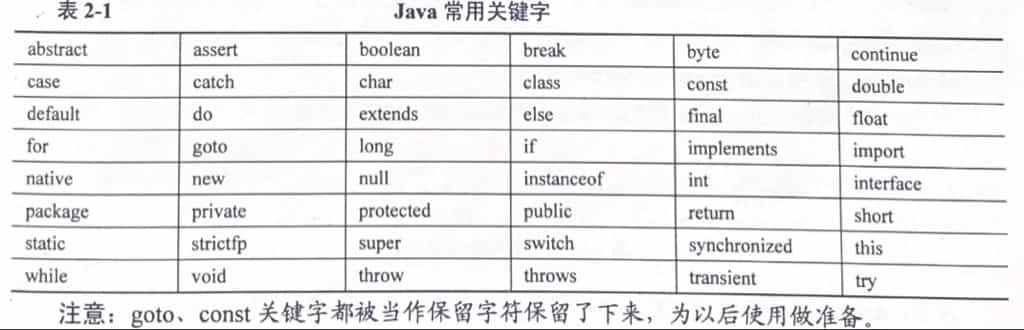 表 2-1 Java 常用关键字
abstract assert boolean break byte continue
case catch char class const double
default do extends else final float
for goto long if implements import
native new null instanceof int interface
package private protected public return short
static strictfp super switch synchronized this
while void throw throws transient try
注意：goto、const 关键字都被当作保留字符保留了下来，为以后使用做准备。